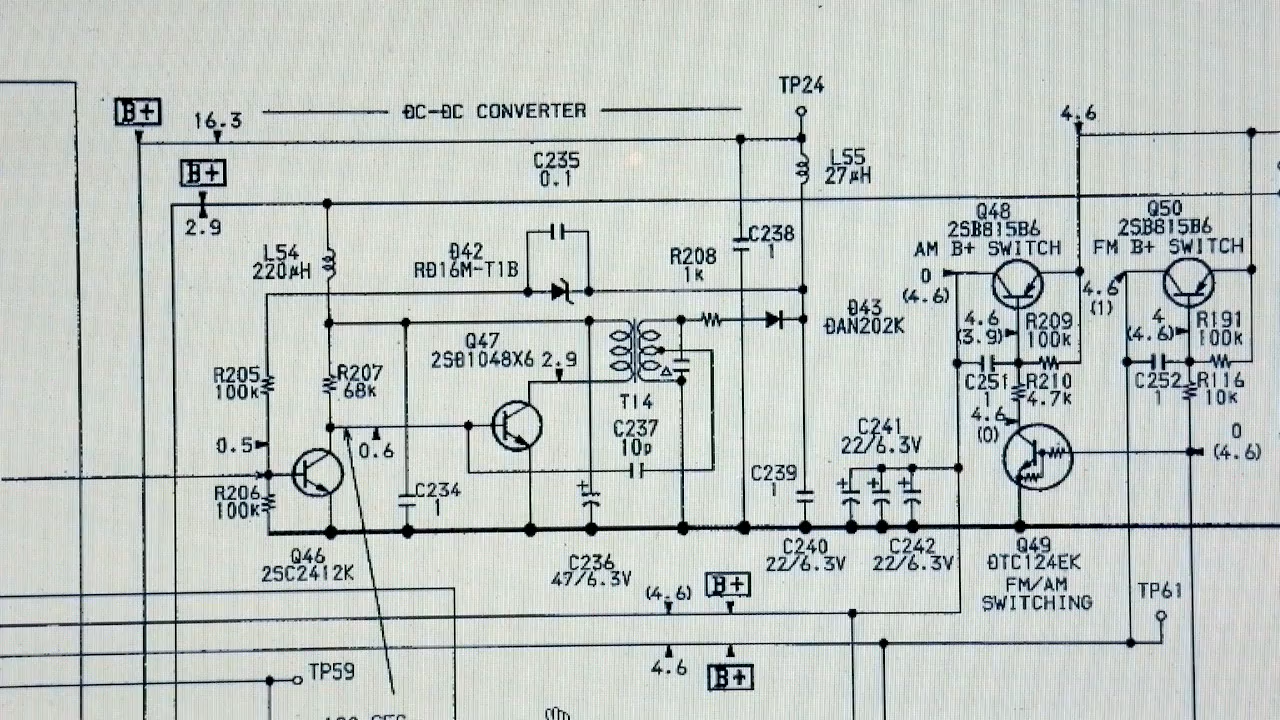 TP24
B+
16.3
DC-DC CONVERTER
4.6
C235
0.1
L55
27µH
B+
2.9
Q48
2SB815B6
AM B+ SWITCH
Q50
2SB815B6
FM B+ SWITCH
L54
220µH
D42
RD16M-T1B
R208
1k
C238
1
0
(4.6)
4.6
(1)
D43
DAN202K
Q47
2SD1048X6
2.9
4.6
(3.9)
R209
100k
4
(4.6)
R191
100k
R205
100k
R207
68k
T14
C251
1
R210
4.7k
C252
1
R116
10k
0.5
0.6
C237
10p
C241
22/6.3V
4.6
(0)
0
(4.6)
R206
100k
C234
1
+
C239
1
+
+
+
Q46
2SC2412K
C236
47/6.3V
C240
22/6.3V
C242
22/6.3V
Q49
DTC124EK
FM/AM
SWITCHING
(4.6)
B+
TP61
4.6
B+
TP59